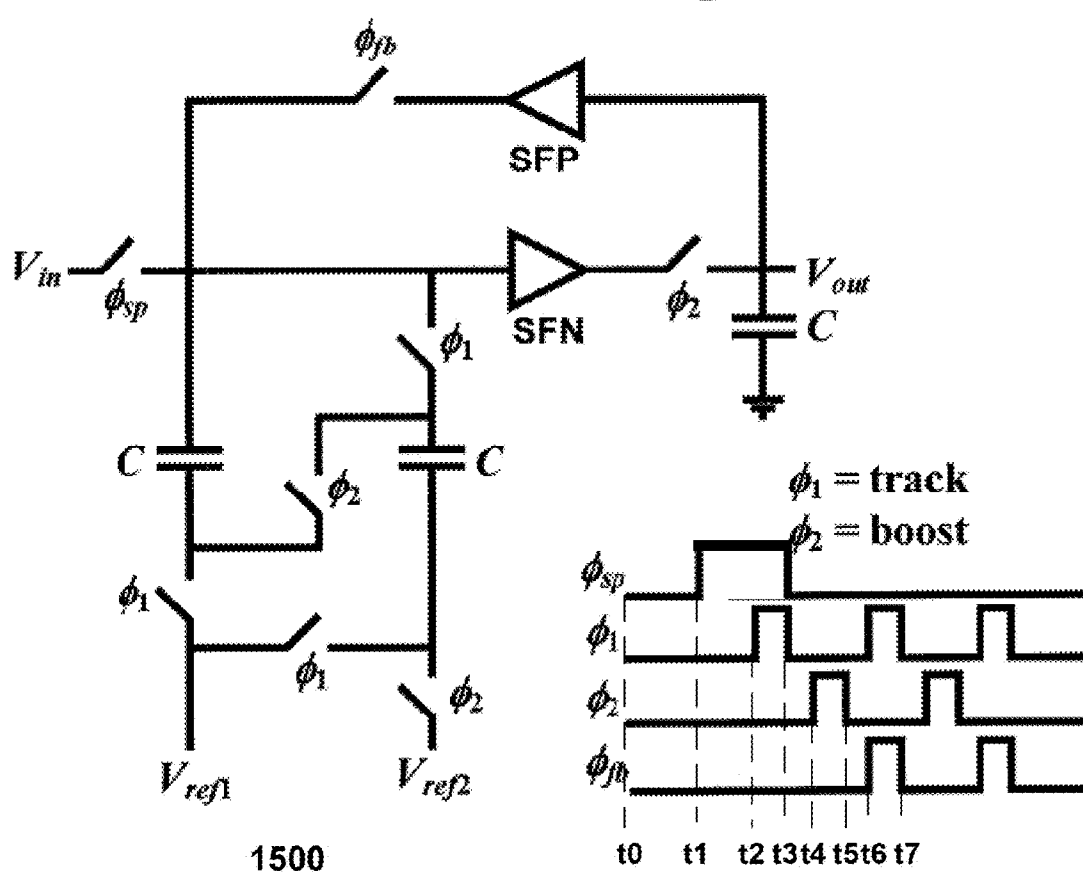 ϕfb
SFP
Vin
ϕsp
SFN
ϕ2
Vout
C
ϕ1
C
ϕ2
C
ϕ1
ϕ1
ϕ2
Vref1
Vref2
ϕ1 = track
ϕ2 = boost
ϕsp
ϕ1
ϕ2
ϕfb
t0 t1 t2 t3 t4 t5 t6 t7
1500